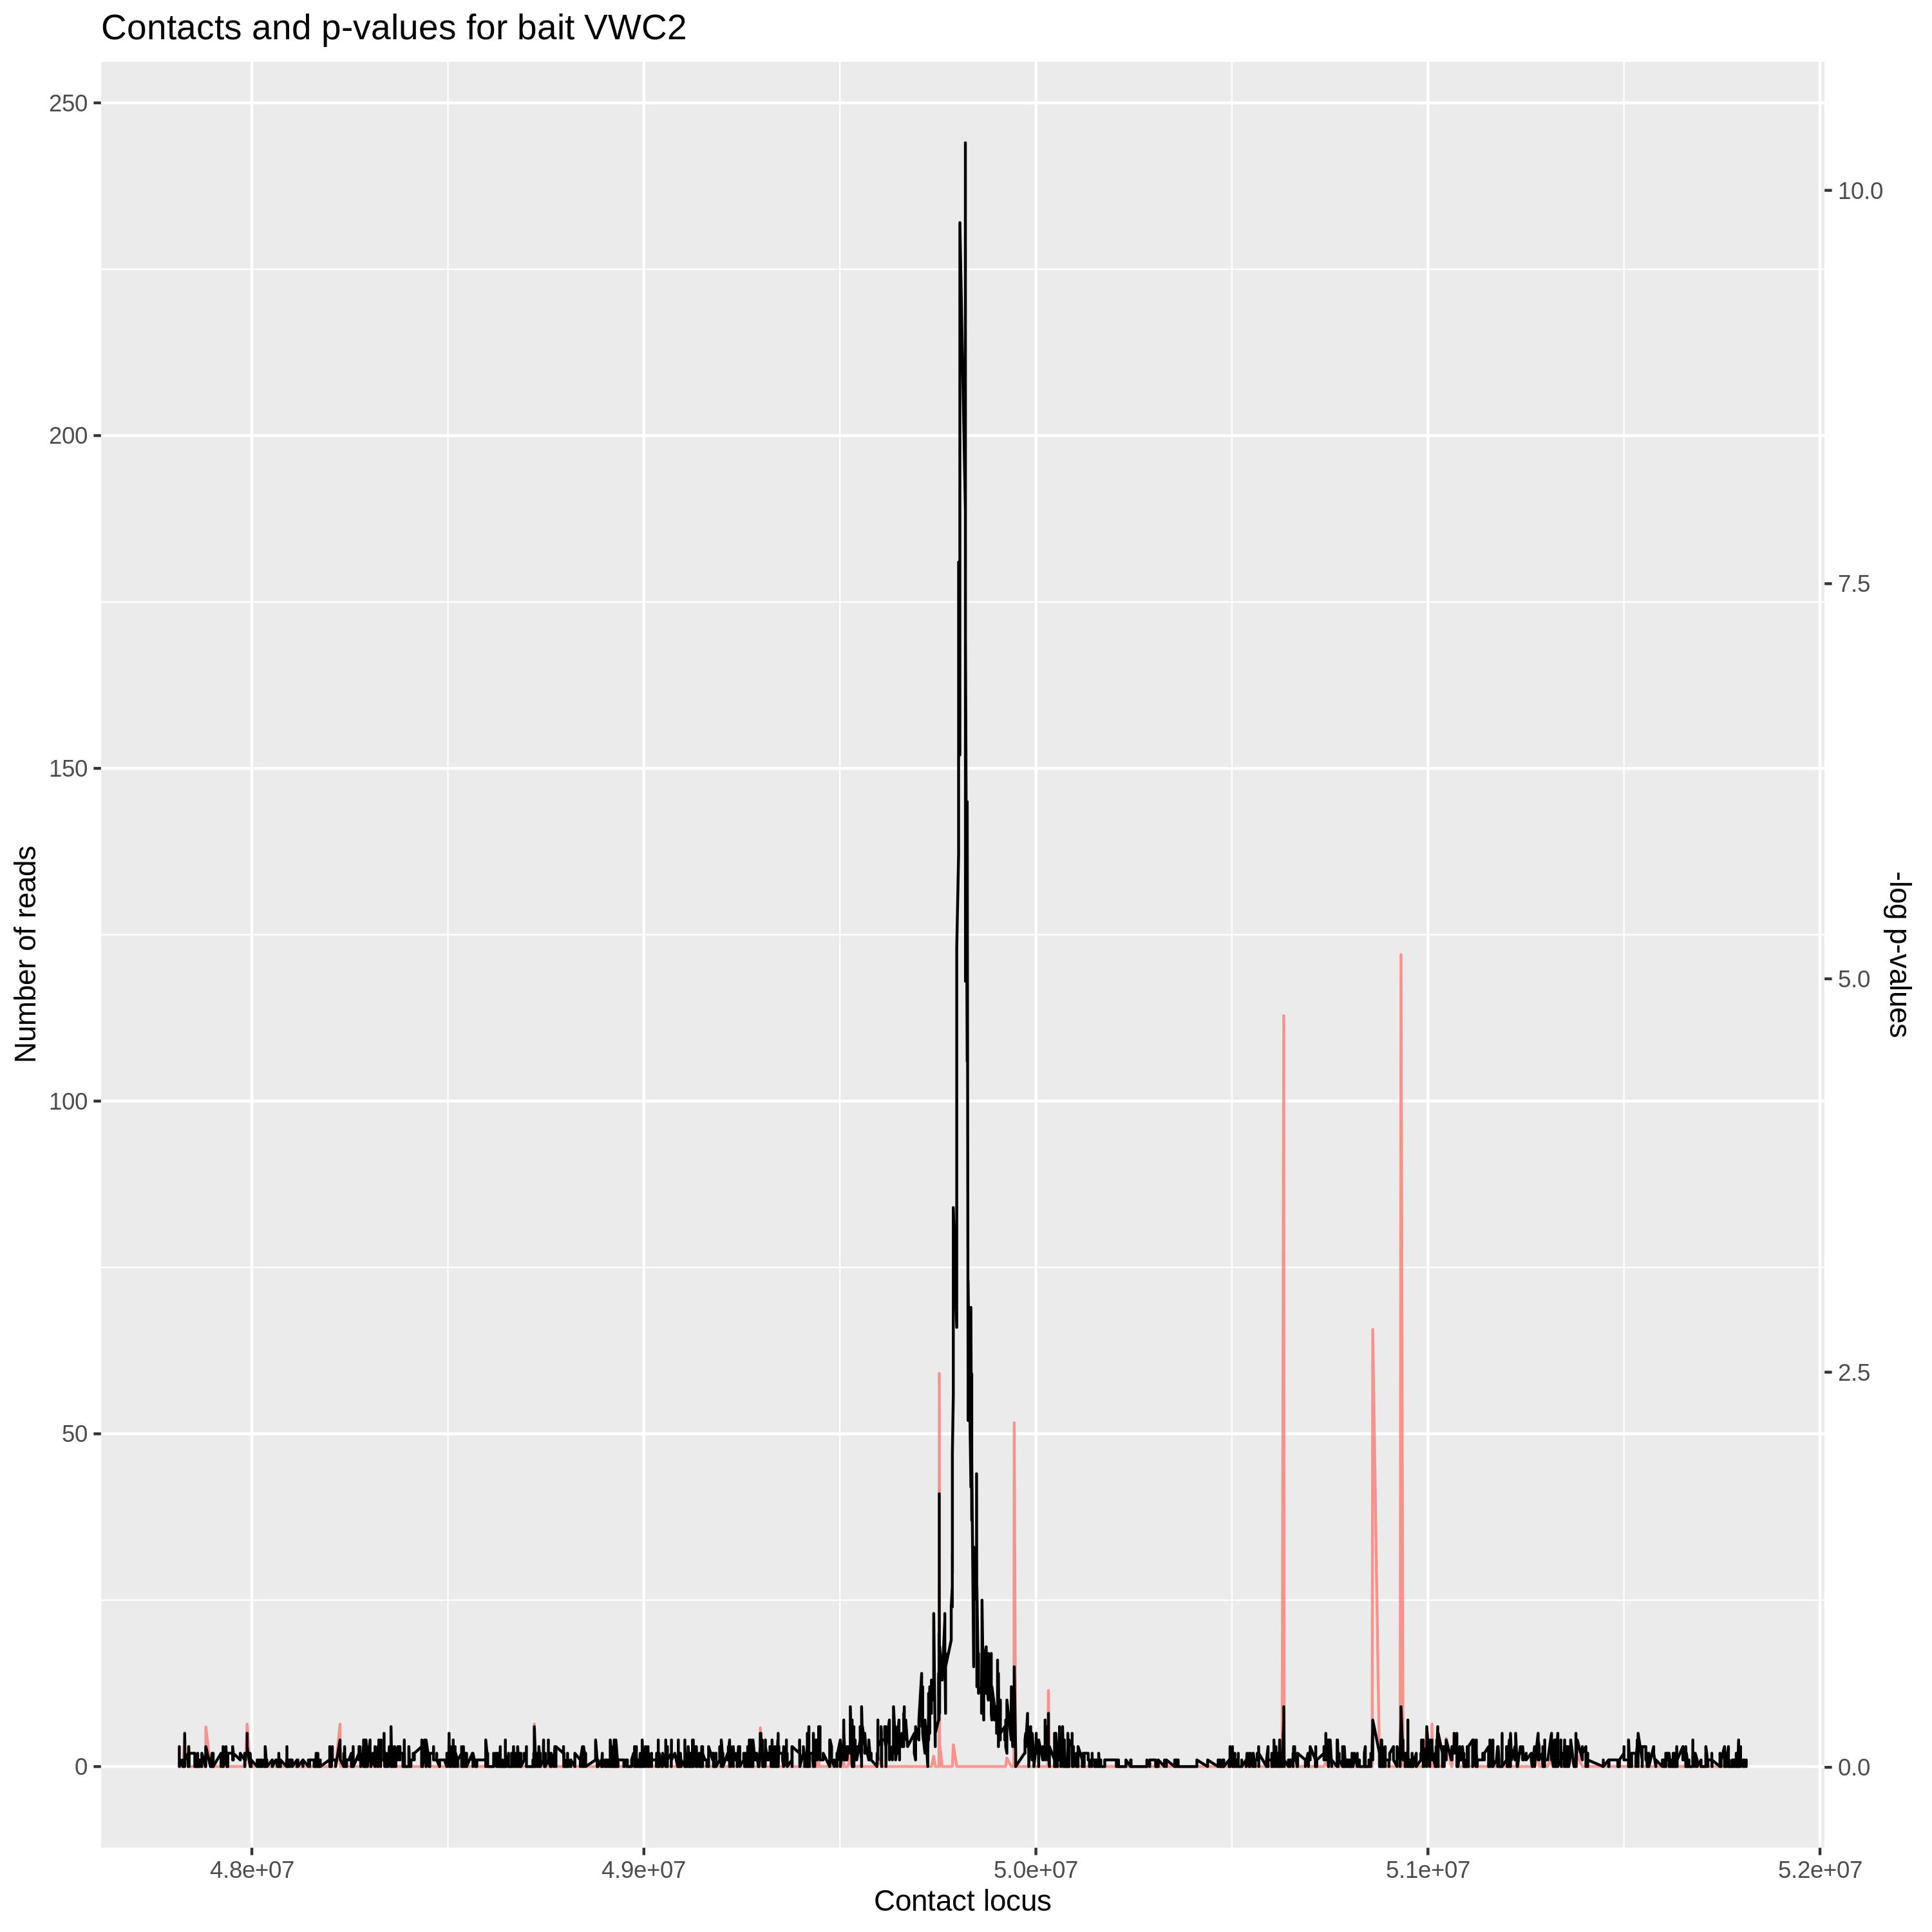 Contacts and p-values for bait VWC2
250
200
150
100
50
0
10.0
7.5
5.0
2.5
0.0
Number of reads
-log p-values
4.8e+07
4.9e+07
5.0e+07
5.1e+07
5.2e+07
Contact locus